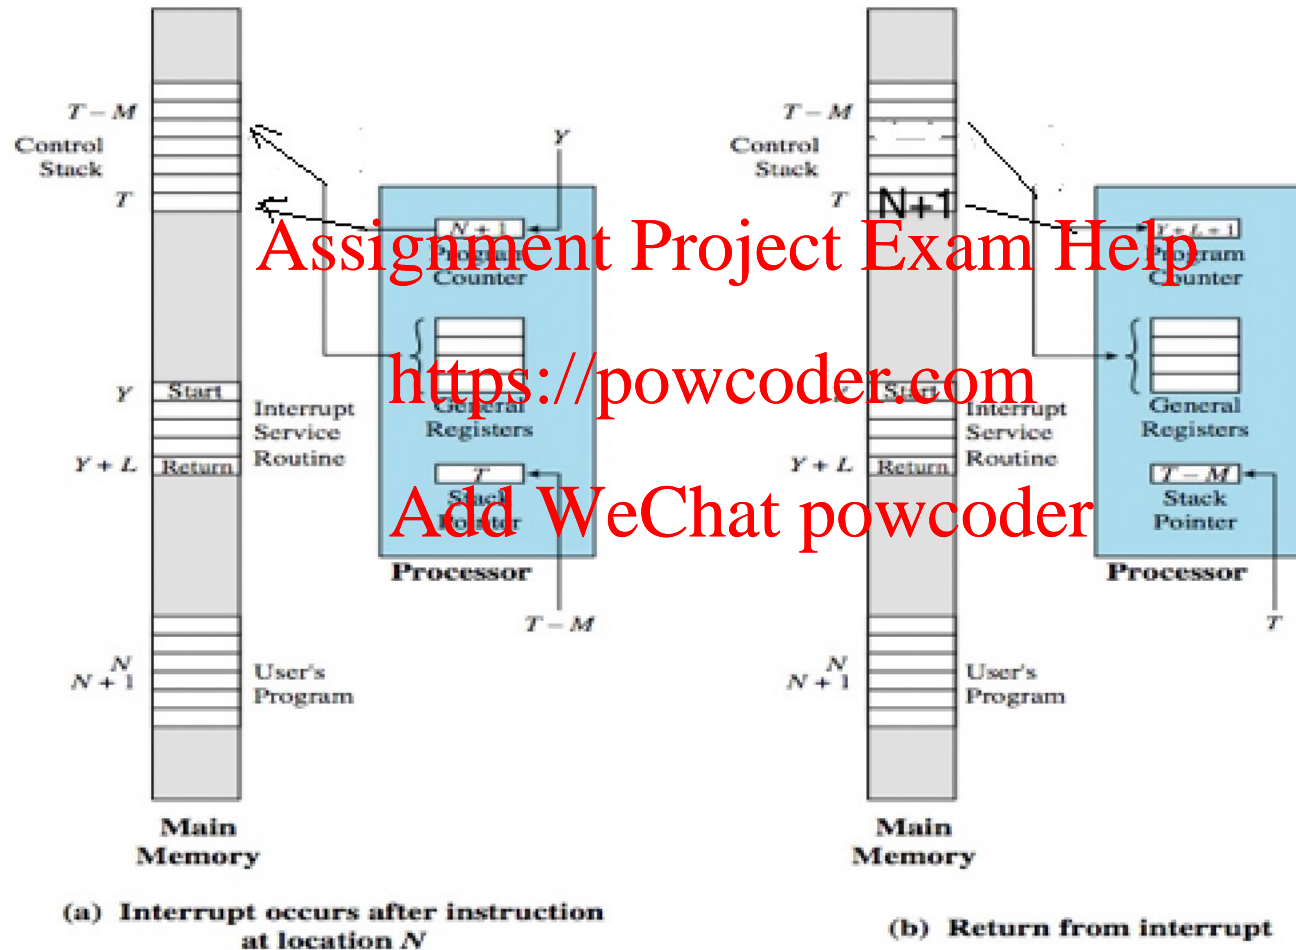 T − M
Control
Stack
T
Y
N + 1
Program
Counter
General
Registers
T
Stack
Pointer
Processor
T − M
Y
Start
Interrupt
Service
Routine
Y + L
Return
N
N + 1
User's
Program
Main
Memory
(a) Interrupt occurs after instruction
at location N
T − M
Control
Stack
T
N+1
Y + L + 1
Program
Counter
General
Registers
T − M
Stack
Pointer
Processor
T
Y
Start
Interrupt
Service
Routine
Y + L
Return
N
N + 1
User's
Program
Main
Memory
(b) Return from interrupt
Assignment Project Exam Help
https://powcoder.com
Add WeChat powcoder